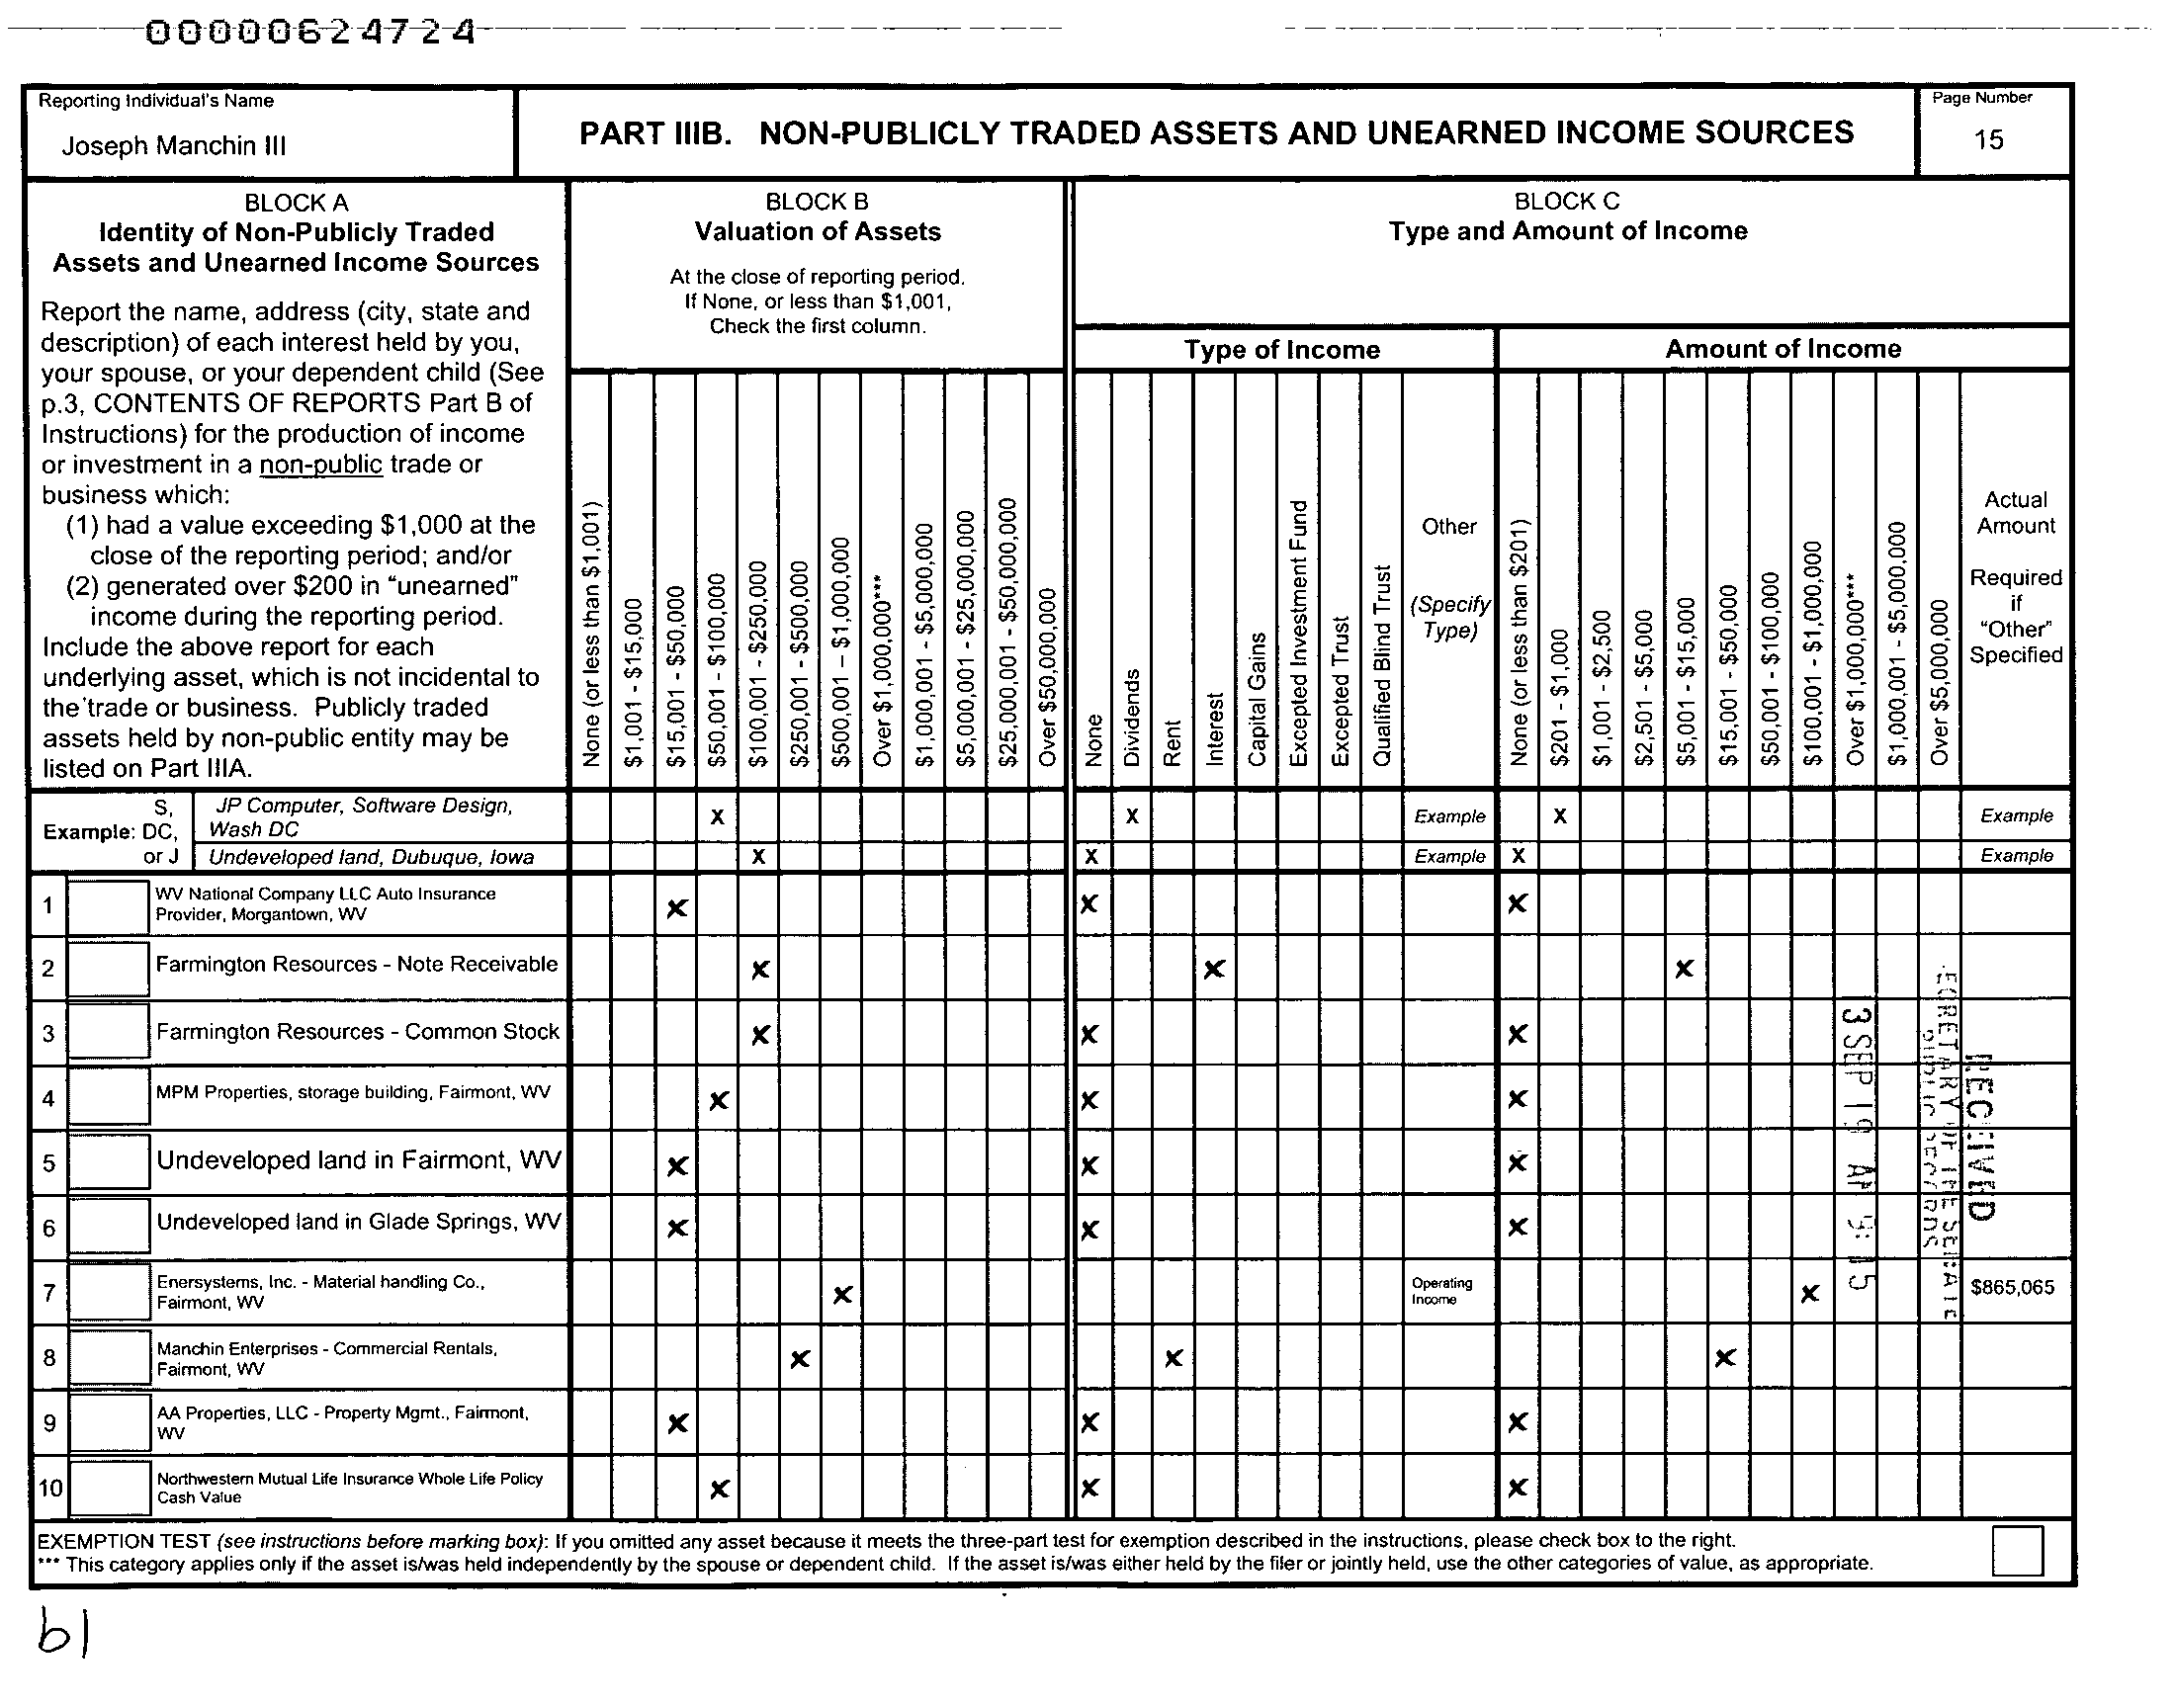 00000624724
Reporting Individual's Name
Joseph Manchin III
PART IIIB. NON-PUBLICLY TRADED ASSETS AND UNEARNED INCOME SOURCES
Page Number
15
BLOCK A
Identity of Non-Publicly Traded
Assets and Unearned Income Sources
Report the name, address (city, state and
description) of each interest held by you,
your spouse, or your dependent child (See
p.3, CONTENTS OF REPORTS Part B of
Instructions) for the production of income
or investment in a non-public trade or
business which:
(1) had a value exceeding $1,000 at the
close of the reporting period; and/or
(2) generated over $200 in "unearned"
income during the reporting period.
Include the above report for each
underlying asset, which is not incidental to
the trade or business. Publicly traded
assets held by non-public entity may be
listed on Part IIIA.
BLOCK B
Valuation of Assets
At the close of reporting period.
If None, or less than $1,001,
Check the first column.
None (or less than $1,001)
$1,001 - $15,000
$15,001 - $50,000
$50,001 - $100,000
$100,001 - $250,000
$250,001 - $500,000
$500,001 – $1,000,000
Over $1,000,000***
$1,000,001 - $5,000,000
$5,000,001 - $25,000,000
$25,000,001 - $50,000,000
Over $50,000,000
BLOCK C
Type and Amount of Income
Type of Income
None
Dividends
Rent
Interest
Capital Gains
Excepted Investment Fund
Excepted Trust
Qualified Blind Trust
Other
(Specify
Type)
Amount of Income
None (or less than $201)
$201 - $1,000
$1,001 - $2,500
$2,501 - $5,000
$5,001 - $15,000
$15,001 - $50,000
$50,001 - $100,000
$100,001 - $1,000,000
Over $1,000,000***
$1,000,001 - $5,000,000
Over $5,000,000
Actual
Amount
Required
if
"Other"
Specified
Example: S,
DC,
or J
JP Computer, Software Design,
Wash DC
X X Example X Example
Undeveloped land, Dubuque, Iowa X X Example X Example
1 WV National Company LLC Auto Insurance
Provider, Morgantown, WV X X X
2 Farmington Resources - Note Receivable X X X
3 Farmington Resources - Common Stock X X X
4 MPM Properties, storage building, Fairmont, WV X X X
5 Undeveloped land in Fairmont, WV X X X
6 Undeveloped land in Glade Springs, WV X X X
7 Enersystems, Inc. - Material handling Co.,
Fairmont, WV X Operating
Income X $865,065
8 Manchin Enterprises - Commercial Rentals,
Fairmont, WV X X X
9 AA Properties, LLC - Property Mgmt., Fairmont,
WV X X X
10 Northwestern Mutual Life Insurance Whole Life Policy
Cash Value X X X
RECEIVED
SECRETARY OF THE SENATE
PUBLIC RECORDS
13 SEP 19 AM 9:15
EXEMPTION TEST (see instructions before marking box): If you omitted any asset because it meets the three-part test for exemption described in the instructions, please check box to the right.
*** This category applies only if the asset is/was held independently by the spouse or dependent child. If the asset is/was either held by the filer or jointly held, use the other categories of value, as appropriate.